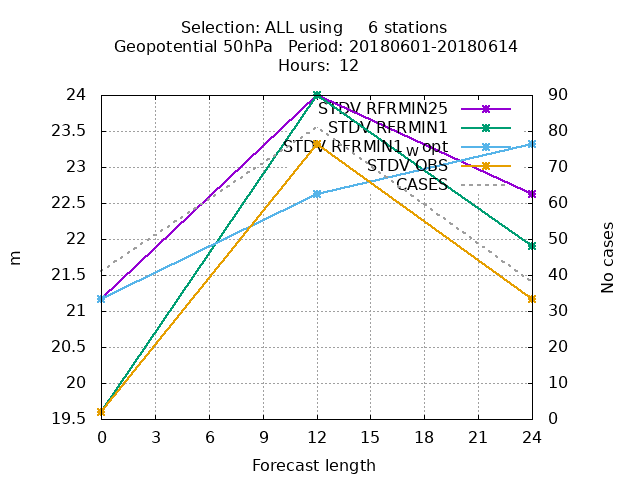 Selection: ALL using     6 stations
Geopotential 50hPa   Period: 20180601-20180614
Hours: 12
24
23.5
23
22.5
22
21.5
21
20.5
20
19.5
90
80
70
60
50
40
30
20
10
0
STDV RFRMIN25
STDV RFRMIN1
STDV RFRMIN1_w opt
STDV OBS
CASES
m
No cases
0 3 6 9 12 15 18 21 24
Forecast length